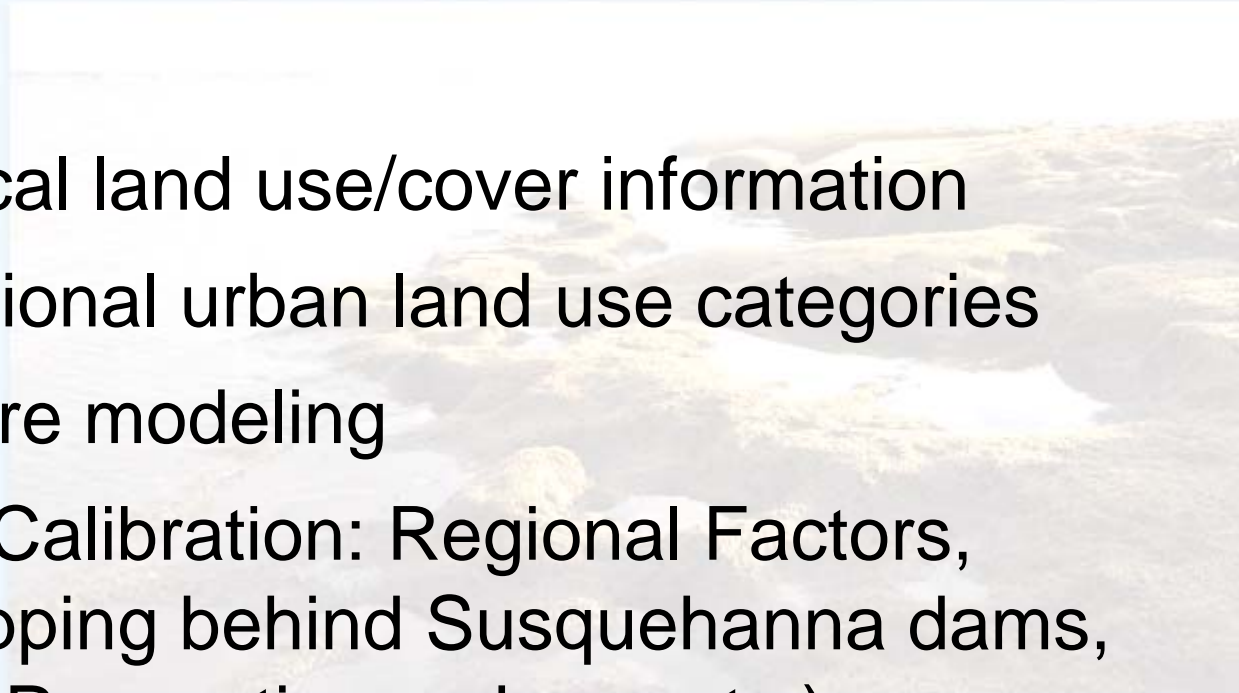 cal land use/cover information
ional urban land use categories
re modeling
Calibration: Regional Factors,
pping behind Susquehanna dams,